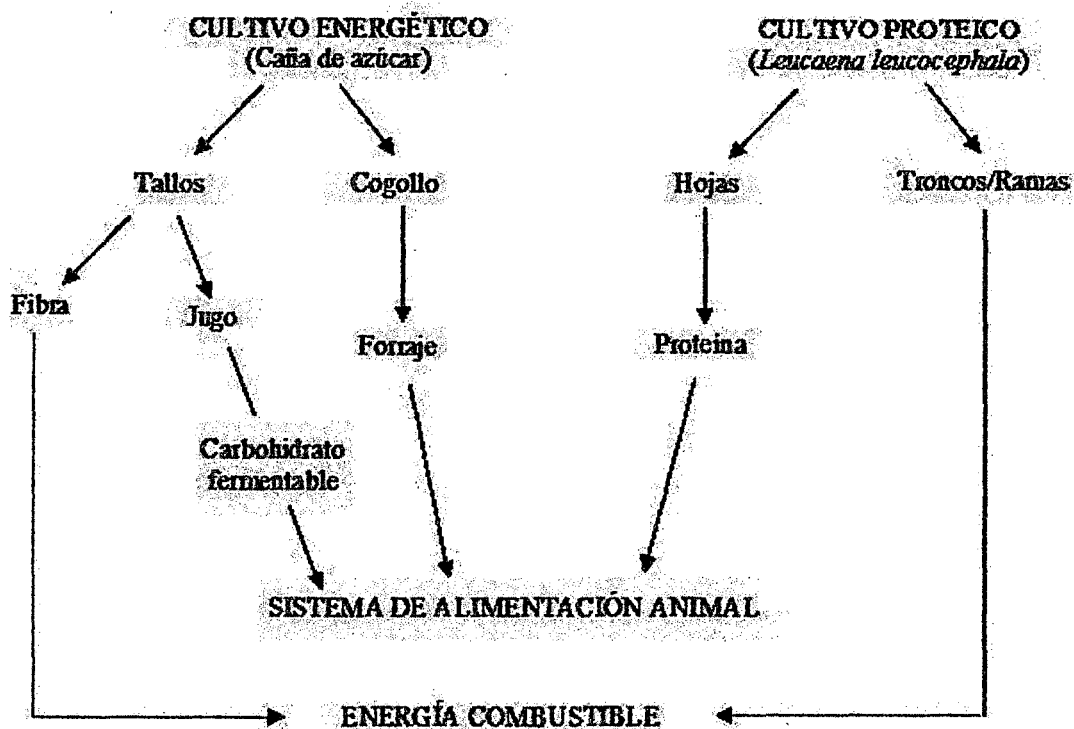 CULTIVO ENERGÉTICO
(Caña de azúcar)
CULTIVO PROTEICO
(Leucaena leucocephala)
Tallos
Cogollo
Hojas
Troncos/Ramas
Fibra
Jugo
Forraje
Proteina
Carbohidrato
fermentable
SISTEMA DE ALIMENTACIÓN ANIMAL
ENERGÍA COMBUSTIBLE